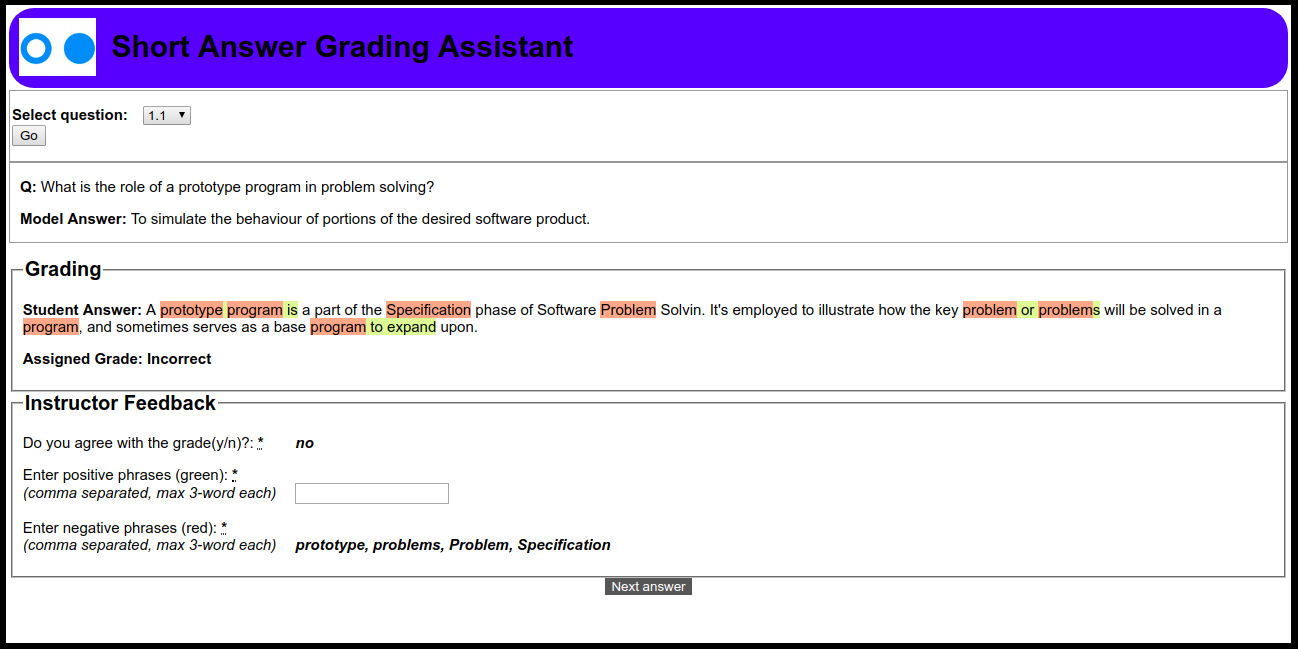 Short Answer Grading Assistant
Select question: 1.1
Go
Q: What is the role of a prototype program in problem solving?
Model Answer: To simulate the behaviour of portions of the desired software product.
Grading
Student Answer: A prototype program is a part of the Specification phase of Software Problem Solvin. It's employed to illustrate how the key problem or problems will be solved in a
program, and sometimes serves as a base program to expand upon.
Assigned Grade: Incorrect
Instructor Feedback
Do you agree with the grade(y/n)?: * no
Enter positive phrases (green): *
(comma separated, max 3-word each)
Enter negative phrases (red): *
(comma separated, max 3-word each) prototype, problems, Problem, Specification
Next answer